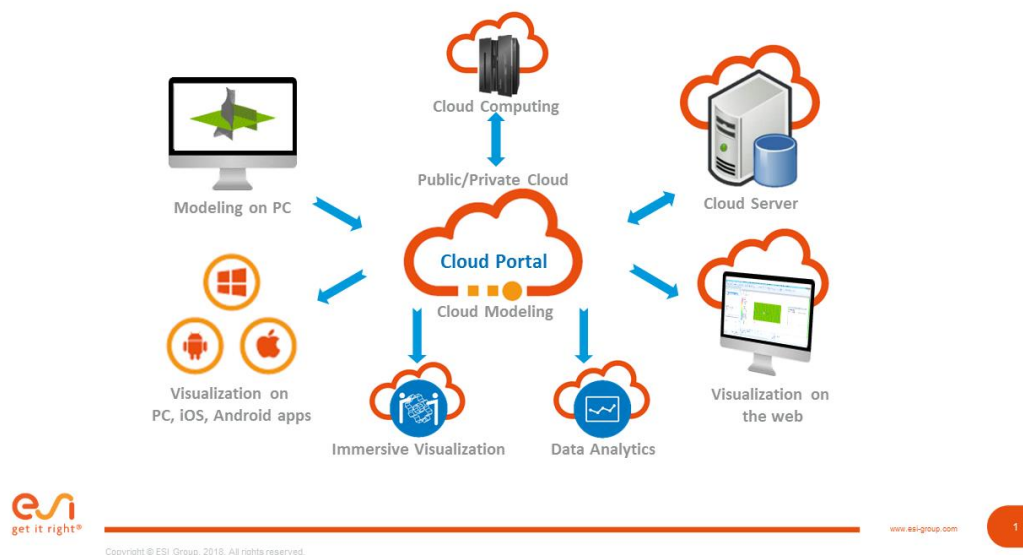 Cloud Computing
Public/Private Cloud
Modeling on PC
Cloud Server
Cloud Portal
Cloud Modeling
Visualization on
PC, iOS, Android apps
Visualization on
the web
Immersive Visualization
Data Analytics
esi
get it right®
www.esi-group.com
1
Copyright © ESI Group, 2018. All rights reserved.